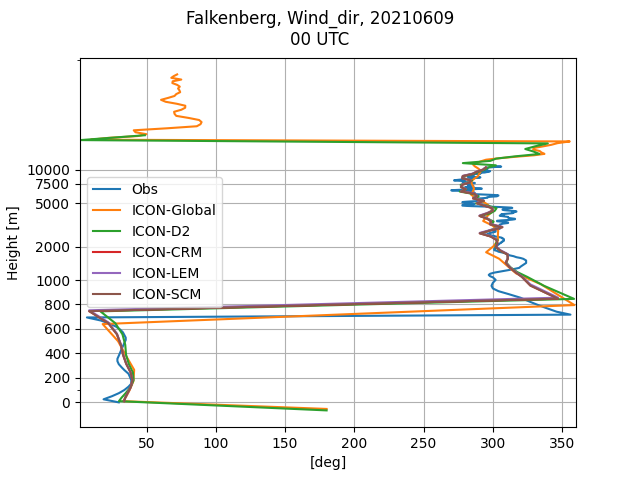 Falkenberg, Wind_dir, 20210609
00 UTC
Height [m]
10000
7500
5000
2000
1000
800
600
400
200
0
Obs
ICON-Global
ICON-D2
ICON-CRM
ICON-LEM
ICON-SCM
50
100
150
200
250
300
350
[deg]